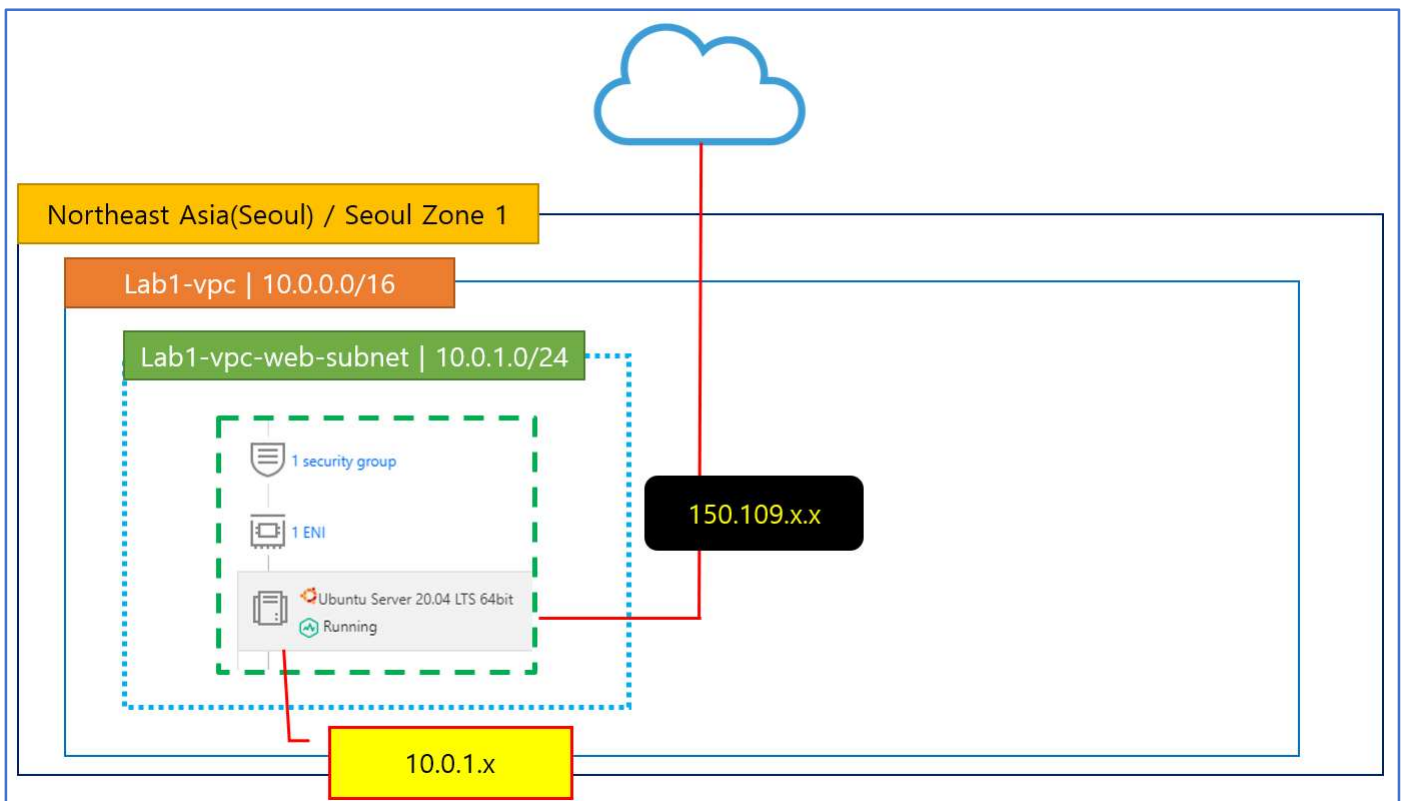 Northeast Asia(Seoul) / Seoul Zone 1
Lab1-vpc | 10.0.0.0/16
Lab1-vpc-web-subnet | 10.0.1.0/24
1 security group
1 ENI
150.109.x.x
Ubuntu Server 20.04 LTS 64bit
Running
10.0.1.x